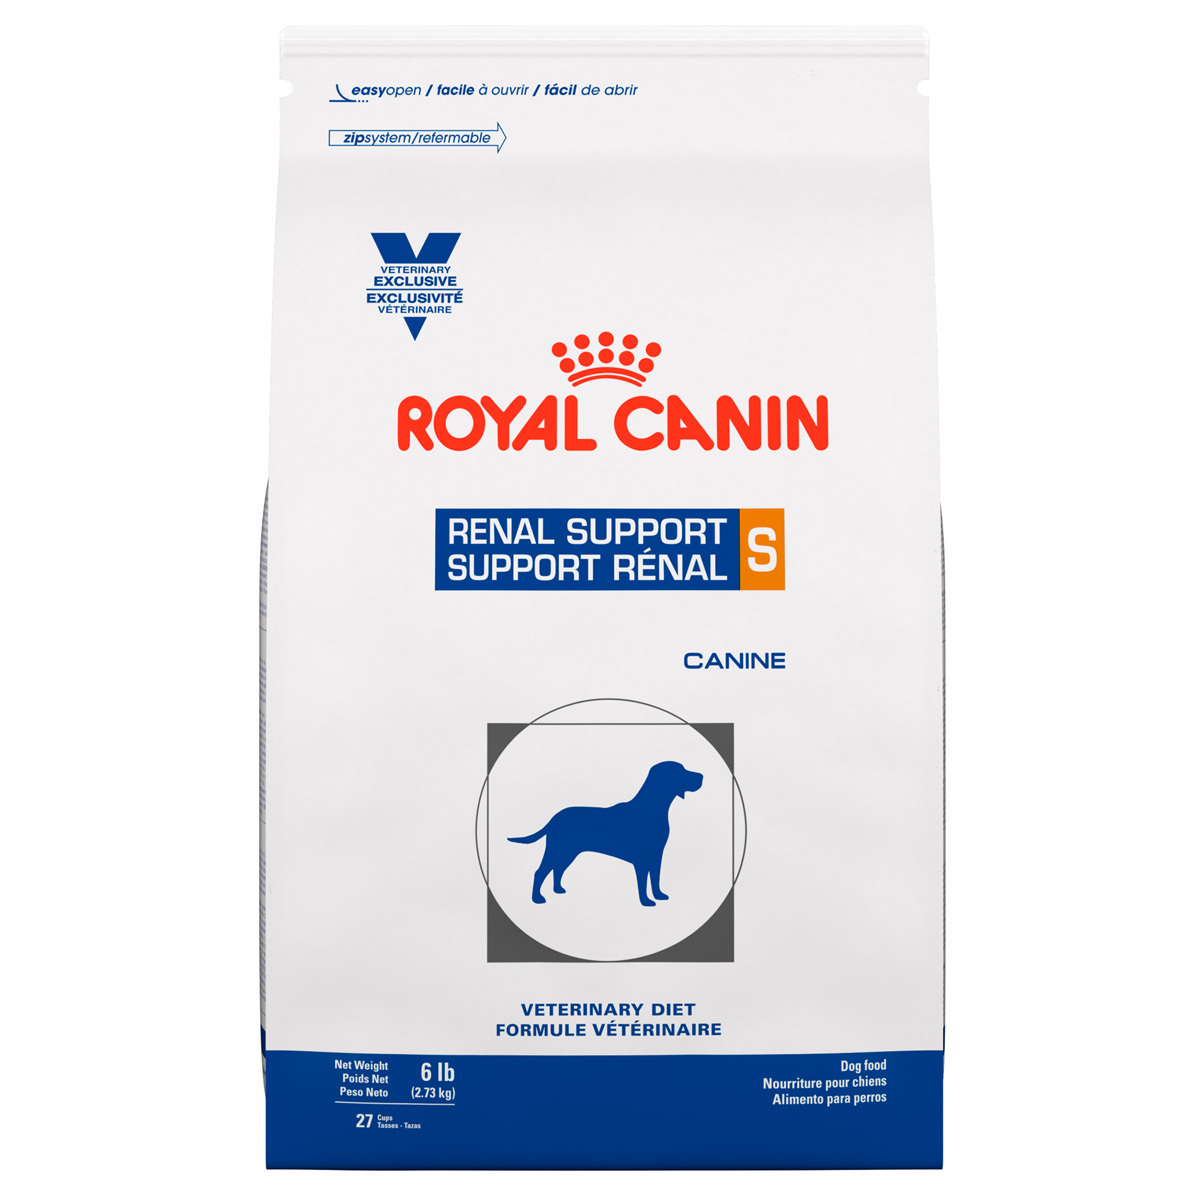 easyopen / facile à ouvrir / fácil de abrir
zipsystem/refermable
VETERINARY
EXCLUSIVE
EXCLUSIVITÉ
VÉTÉRINAIRE
ROYAL CANIN
RENAL SUPPORT
SUPPORT RÉNAL
S
CANINE
VETERINARY DIET
FORMULE VÉTÉRINAIRE
Net Weight
Poids Net
Peso Neto
6 lb
(2.73 kg)
27 Cups
Tasses - Tazas
Dog food
Nourriture pour chiens
Alimento para perros